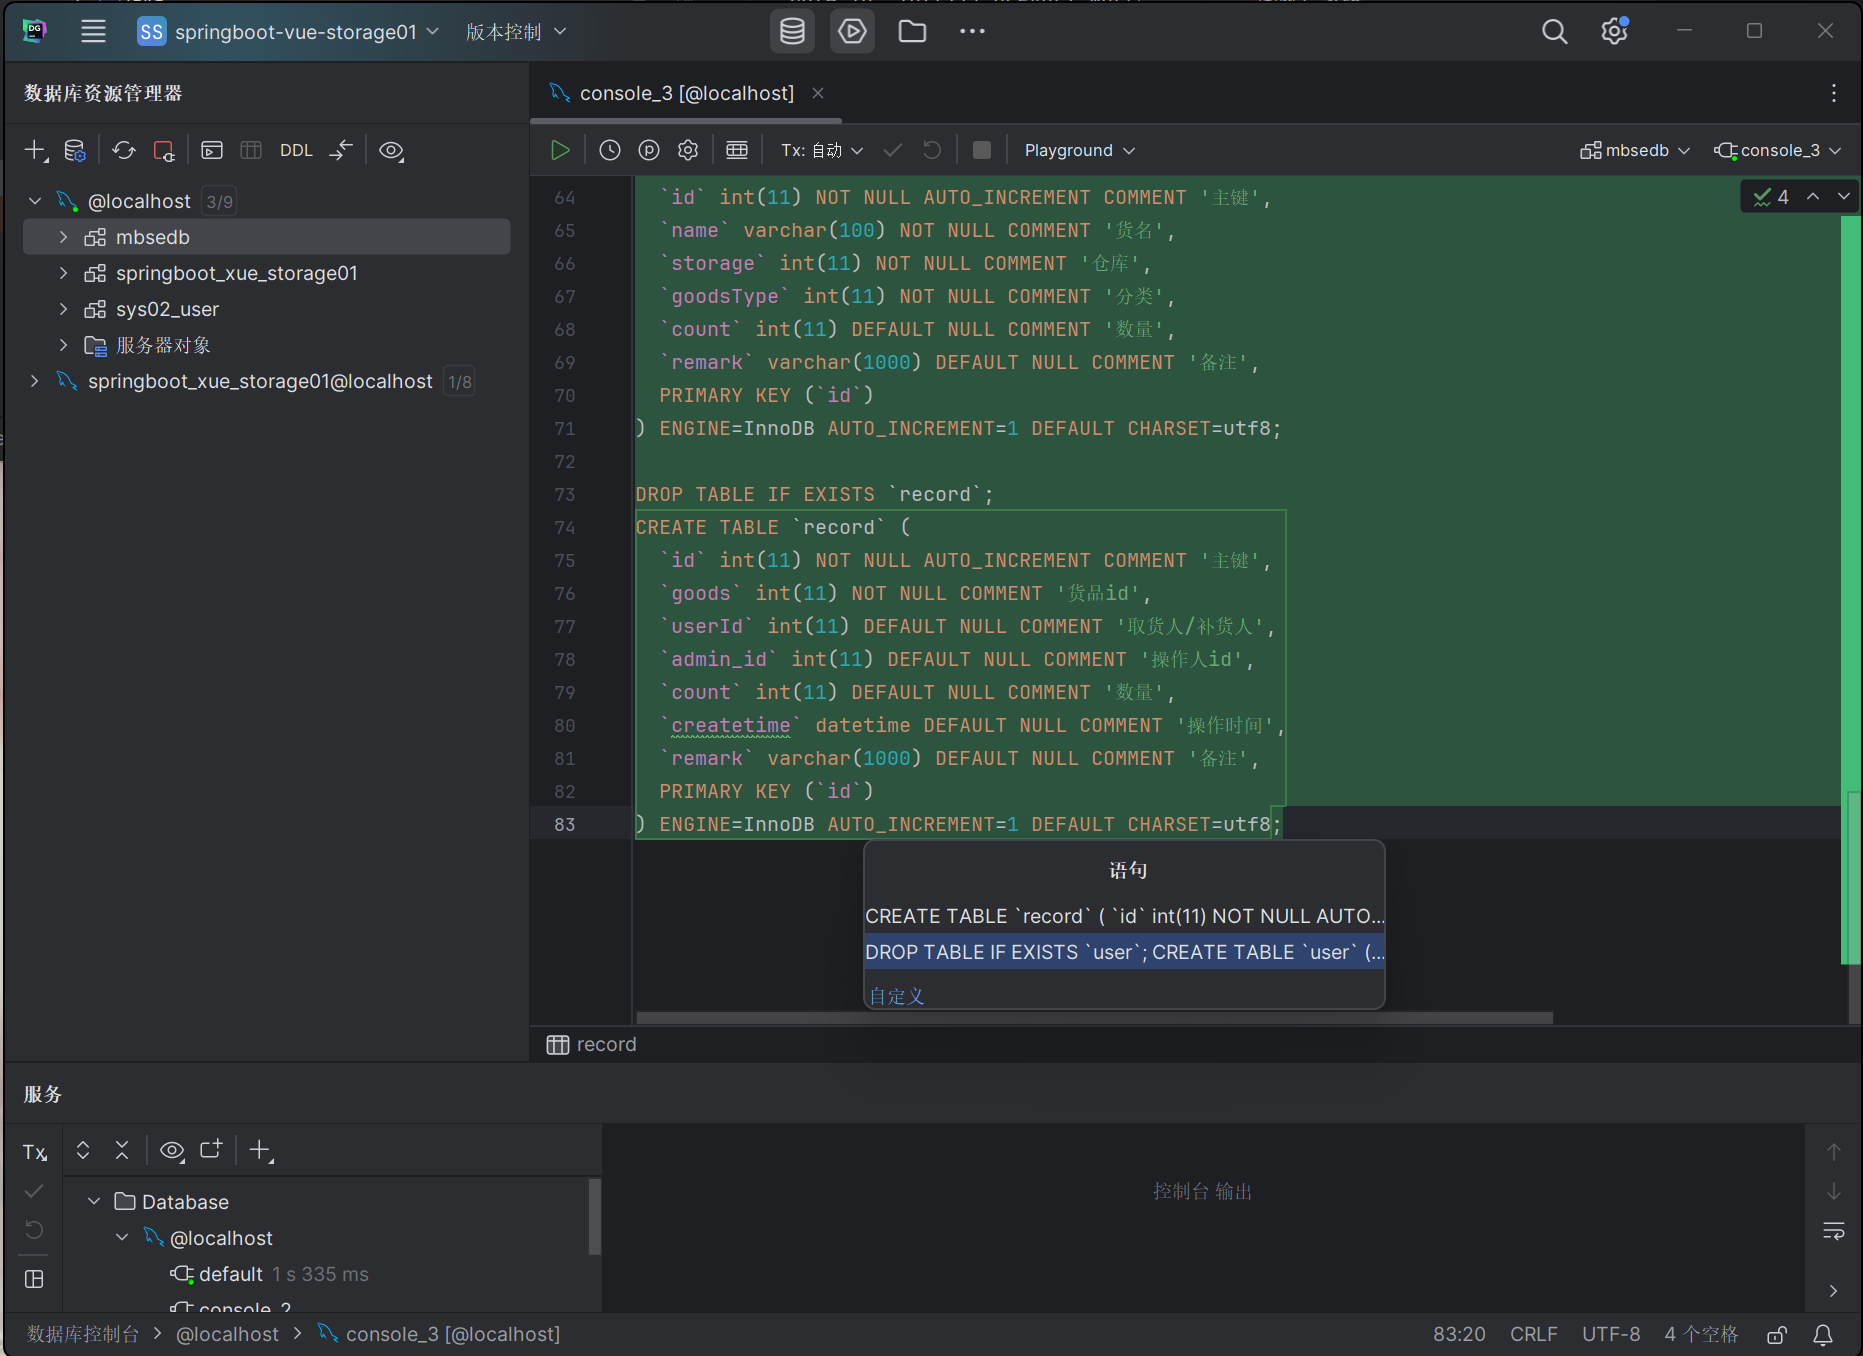 DG
SS springboot-vue-storage01 版本控制
数据库资源管理器
DDL
@localhost 3/9
mbsedb
springboot_xue_storage01
sys02_user
服务器对象
springboot_xue_storage01@localhost 1/8
console_3 [@localhost]
Tx: 自动 Playground mbsedb console_3
4
64 `id` int(11) NOT NULL AUTO_INCREMENT COMMENT '主键',
65 `name` varchar(100) NOT NULL COMMENT '货名',
66 `storage` int(11) NOT NULL COMMENT '仓库',
67 `goodsType` int(11) NOT NULL COMMENT '分类',
68 `count` int(11) DEFAULT NULL COMMENT '数量',
69 `remark` varchar(1000) DEFAULT NULL COMMENT '备注',
70 PRIMARY KEY (`id`)
71 ) ENGINE=InnoDB AUTO_INCREMENT=1 DEFAULT CHARSET=utf8;
72
73 DROP TABLE IF EXISTS `record`;
74 CREATE TABLE `record` (
75 `id` int(11) NOT NULL AUTO_INCREMENT COMMENT '主键',
76 `goods` int(11) NOT NULL COMMENT '货品id',
77 `userId` int(11) DEFAULT NULL COMMENT '取货人/补货人',
78 `admin_id` int(11) DEFAULT NULL COMMENT '操作人id',
79 `count` int(11) DEFAULT NULL COMMENT '数量',
80 `createtime` datetime DEFAULT NULL COMMENT '操作时间',
81 `remark` varchar(1000) DEFAULT NULL COMMENT '备注',
82 PRIMARY KEY (`id`)
83 ) ENGINE=InnoDB AUTO_INCREMENT=1 DEFAULT CHARSET=utf8;
语句
CREATE TABLE `record` ( `id` int(11) NOT NULL AUTO...
DROP TABLE IF EXISTS `user`; CREATE TABLE `user` (...
自定义
record
服务
Tx
Database
@localhost
default 1 s 335 ms
console_2
控制台 输出
数据库控制台 > @localhost > console_3 [@localhost]
83:20 CRLF UTF-8 4 个空格